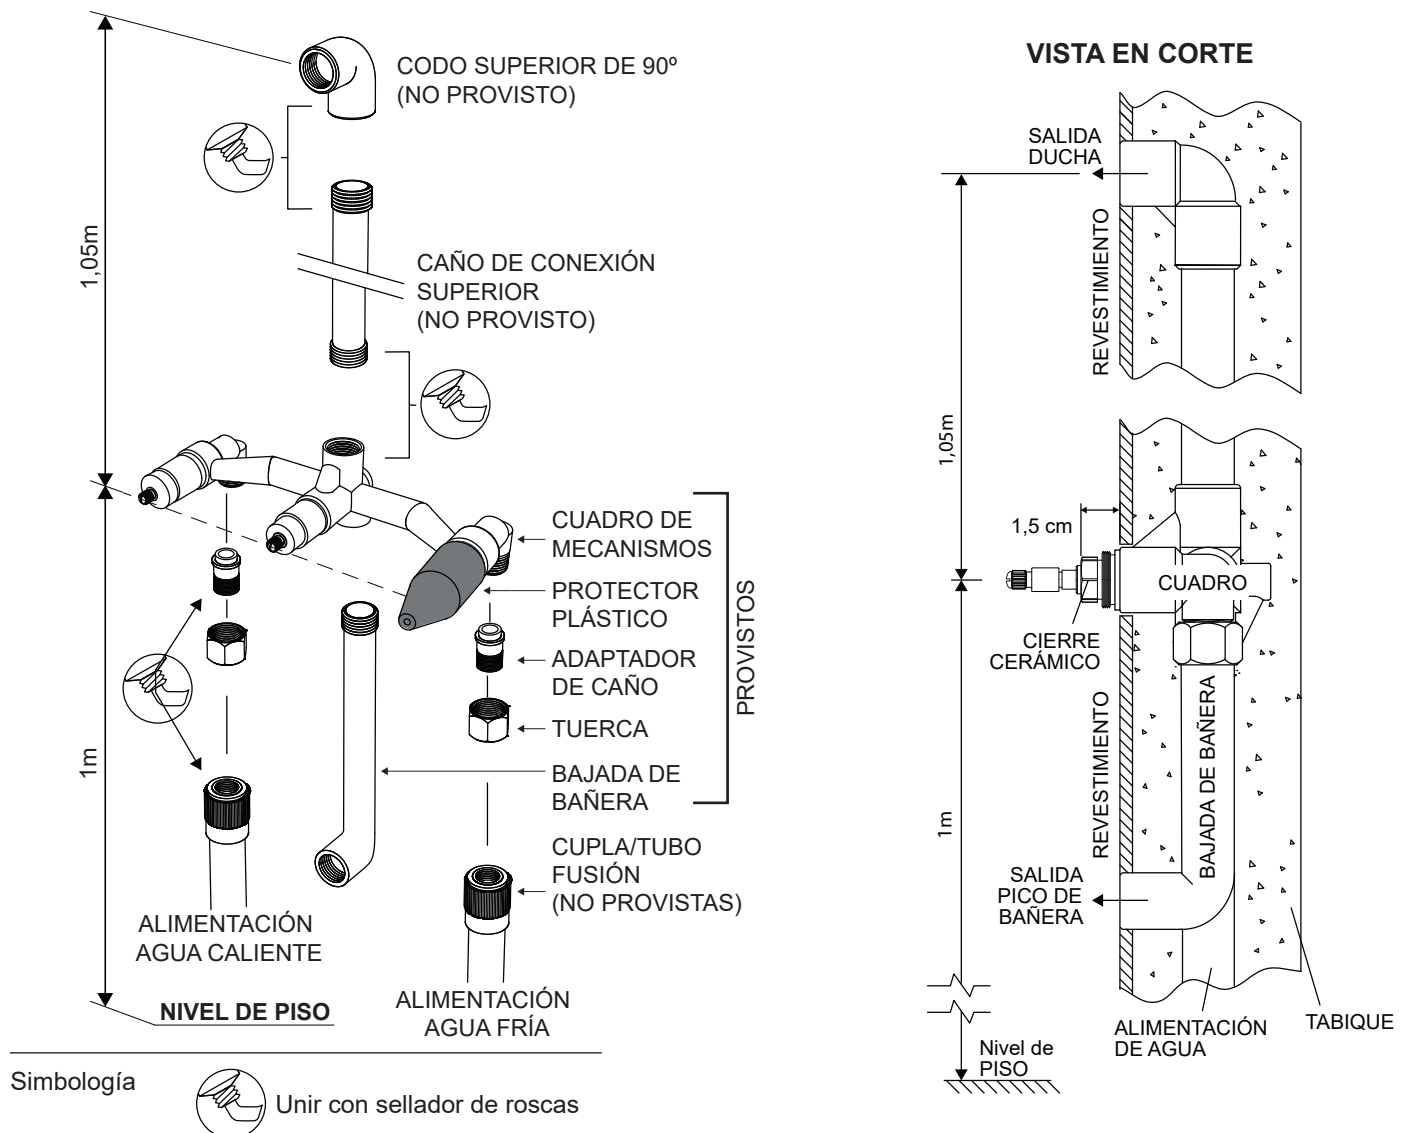 CODO SUPERIOR DE 90º
(NO PROVISTO)
1,05m
CAÑO DE CONEXIÓN
SUPERIOR
(NO PROVISTO)
CUADRO DE
MECANISMOS
PROTECTOR
PLÁSTICO
ADAPTADOR
DE CAÑO
TUERCA
BAJADA DE
BAÑERA
PROVISTOS
CUPLA/TUBO
FUSIÓN
(NO PROVISTAS)
1m
ALIMENTACIÓN
AGUA CALIENTE
ALIMENTACIÓN
AGUA FRÍA
NIVEL DE PISO
Simbología
Unir con sellador de roscas
VISTA EN CORTE
SALIDA
DUCHA
REVESTIMIENTO
1,05m
1,5 cm
CUADRO
CIERRE
CERÁMICO
REVESTIMIENTO
BAJADA DE BAÑERA
1m
SALIDA
PICO DE
BAÑERA
ALIMENTACIÓN
DE AGUA
TABIQUE
Nivel de
PISO